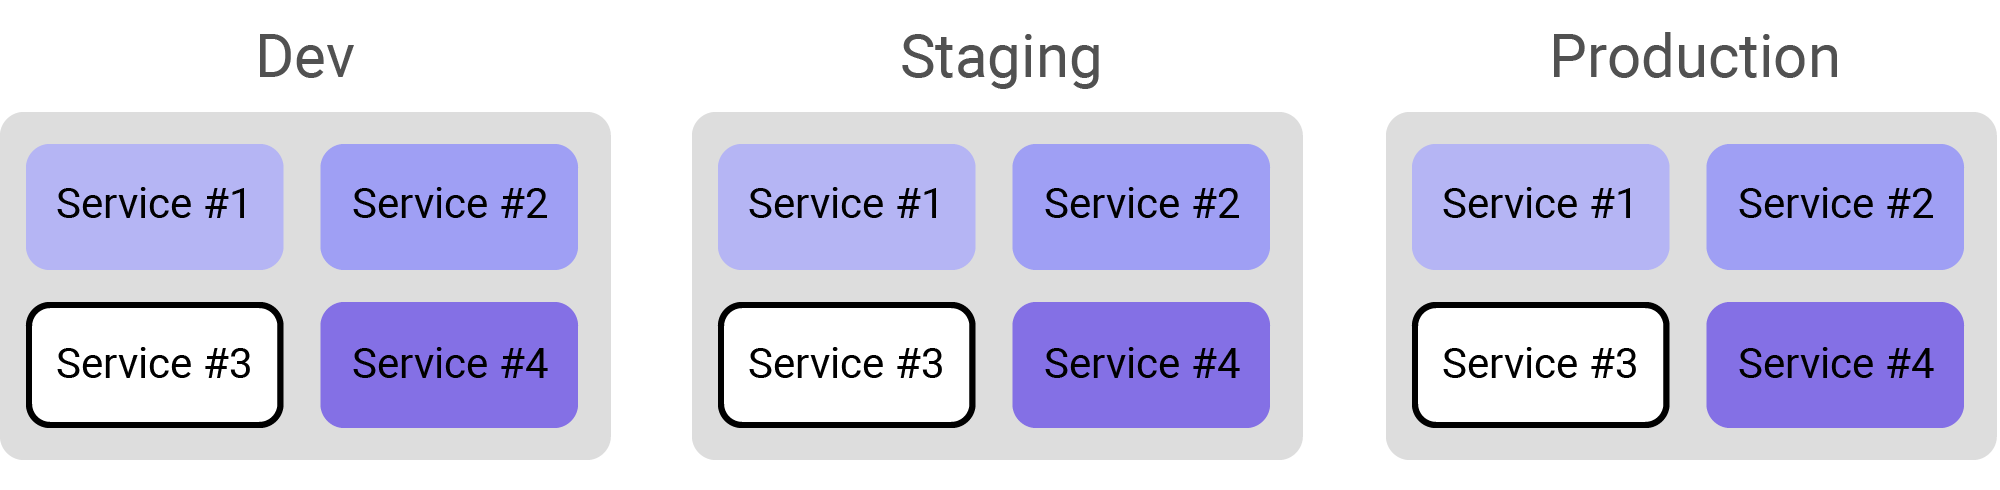 Dev
Staging
Production
Service #1
Service #2
Service #3
Service #4
Service #1
Service #2
Service #3
Service #4
Service #1
Service #2
Service #3
Service #4